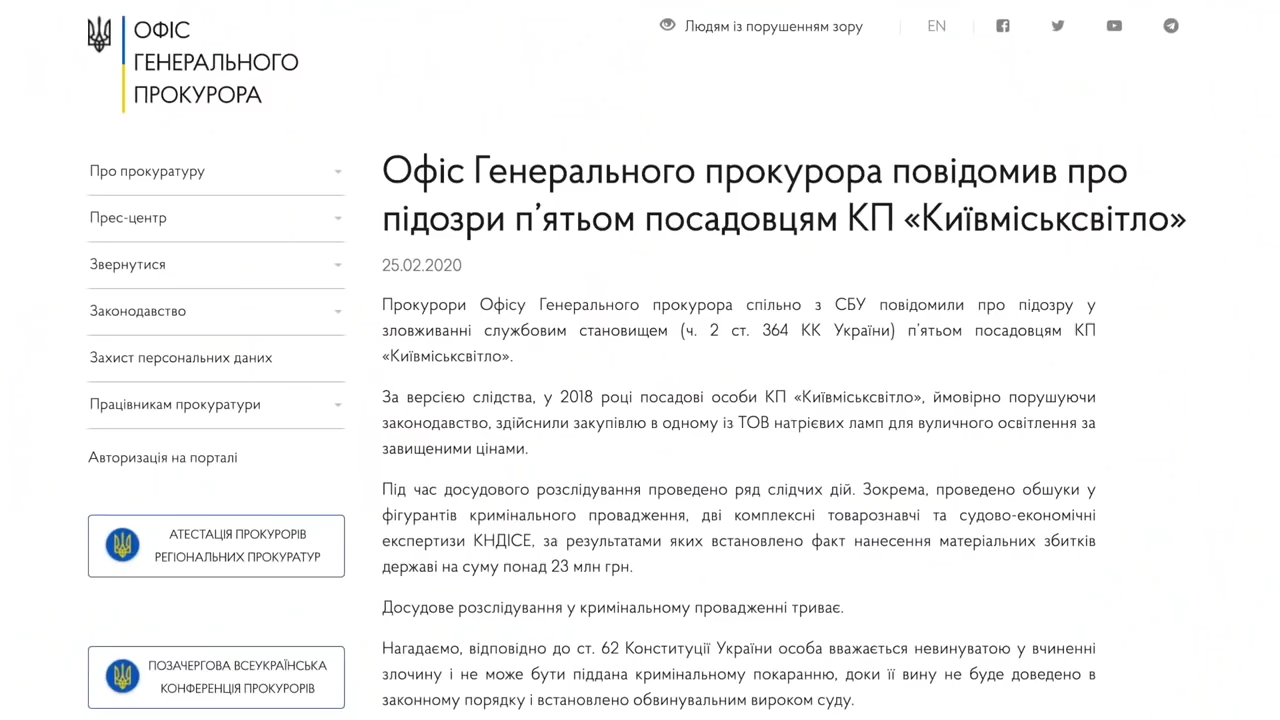 ОФІС
ГЕНЕРАЛЬНОГО
ПРОКУРОРА
Людям із порушенням зору
EN
Про прокуратуру
Прес-центр
Звернутися
Законодавство
Захист персональних даних
Працівникам прокуратури
Авторизація на порталі
АТЕСТАЦІЯ ПРОКУРОРІВ
РЕГІОНАЛЬНИХ ПРОКУРАТУР
ПОЗАЧЕРГОВА ВСЕУКРАЇНСЬКА
КОНФЕРЕНЦІЯ ПРОКУРОРІВ
Офіс Генерального прокурора повідомив про
підозри п’ятьом посадовцям КП «Київміськсвітло»
25.02.2020
Прокурори Офісу Генерального прокурора спільно з СБУ повідомили про підозру у
зловживанні службовим становищем (ч. 2 ст. 364 КК України) п’ятьом посадовцям КП
«Київміськсвітло».
За версією слідства, у 2018 році посадові особи КП «Київміськсвітло», ймовірно порушуючи
законодавство, здійснили закупівлю в одному із ТОВ натрієвих ламп для вуличного освітлення за
завищеними цінами.
Під час досудового розслідування проведено ряд слідчих дій. Зокрема, проведено обшуки у
фігурантів кримінального провадження, дві комплексні товарознавчі та судово-економічні
експертизи КНДІСЕ, за результатами яких встановлено факт нанесення матеріальних збитків
державі на суму понад 23 млн грн.
Досудове розслідування у кримінальному провадженні триває.
Нагадаємо, відповідно до ст. 62 Конституції України особа вважається невинуватою у вчиненні
злочину і не може бути піддана кримінальному покаранню, доки її вину не буде доведено в
законному порядку і встановлено обвинувальним вироком суду.